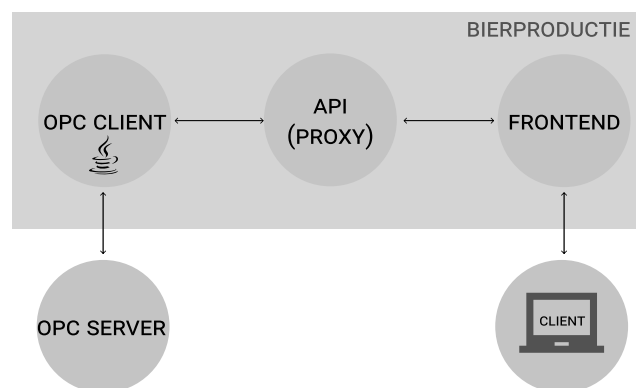 BIERPRODUCTIE
OPC CLIENT
API
(PROXY)
FRONTEND
OPC SERVER
CLIENT